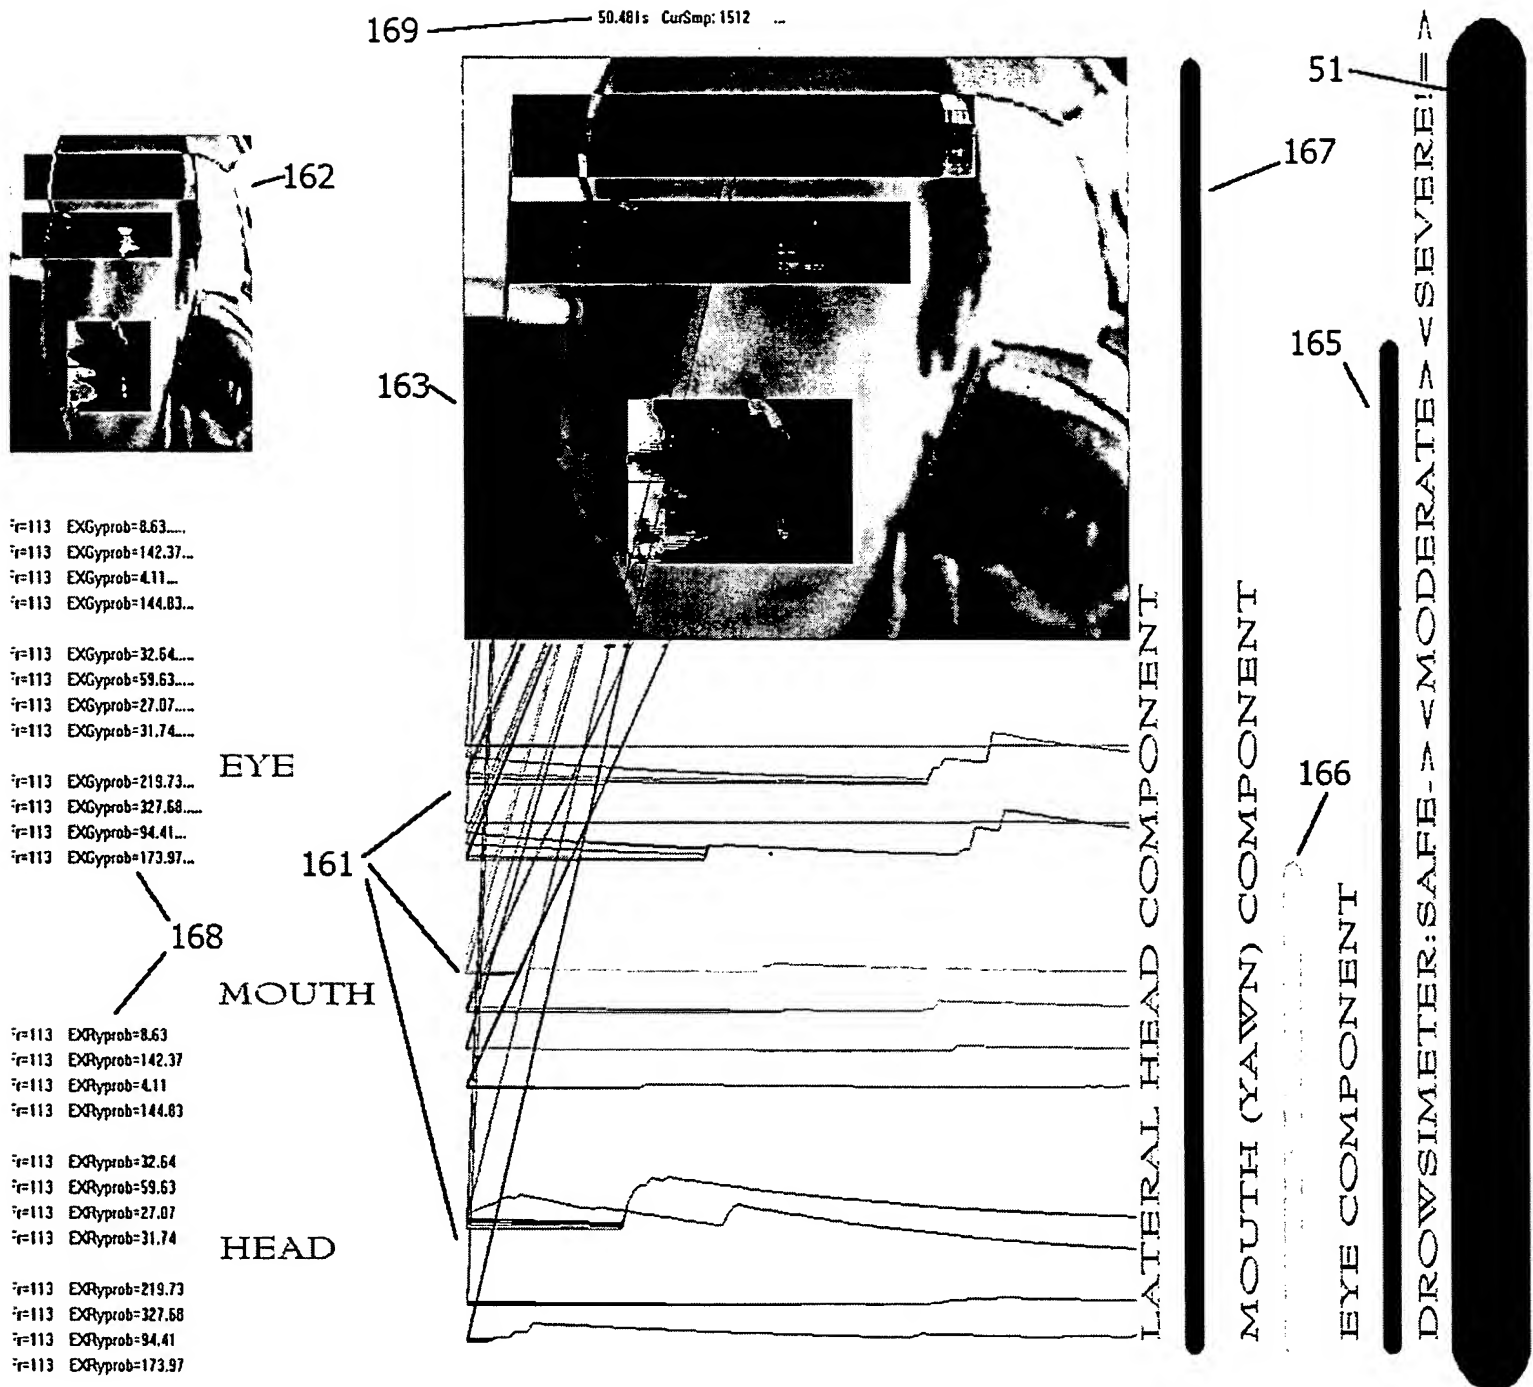 169
50.481s CurSmp: 1512 ...
51
167
162
165
163
Fr=113 EXGyprob=8.63.....
Fr=113 EXGyprob=142.37...
Fr=113 EXGyprob=4.11...
Fr=113 EXGyprob=144.83...
Fr=113 EXGyprob=32.64.....
Fr=113 EXGyprob=59.63.....
Fr=113 EXGyprob=27.07.....
Fr=113 EXGyprob=31.74.....
EYE
Fr=113 EXGyprob=219.73...
Fr=113 EXGyprob=327.68.....
Fr=113 EXGyprob=94.41...
Fr=113 EXGyprob=173.97...
166
161
168
MOUTH
Fr=113 EXRyprob=8.63
Fr=113 EXRyprob=142.37
Fr=113 EXRyprob=4.11
Fr=113 EXRyprob=144.83
Fr=113 EXRyprob=32.64
Fr=113 EXRyprob=59.63
Fr=113 EXRyprob=27.07
Fr=113 EXRyprob=31.74
HEAD
Fr=113 EXRyprob=219.73
Fr=113 EXRyprob=327.68
Fr=113 EXRyprob=94.41
Fr=113 EXRyprob=173.97
LATERAL HEAD COMPONENT
MOUTH (YAWN) COMPONENT
EYE COMPONENT
DROWSIMETER:SAFE-> <MODERATE> <SEVERE!=>